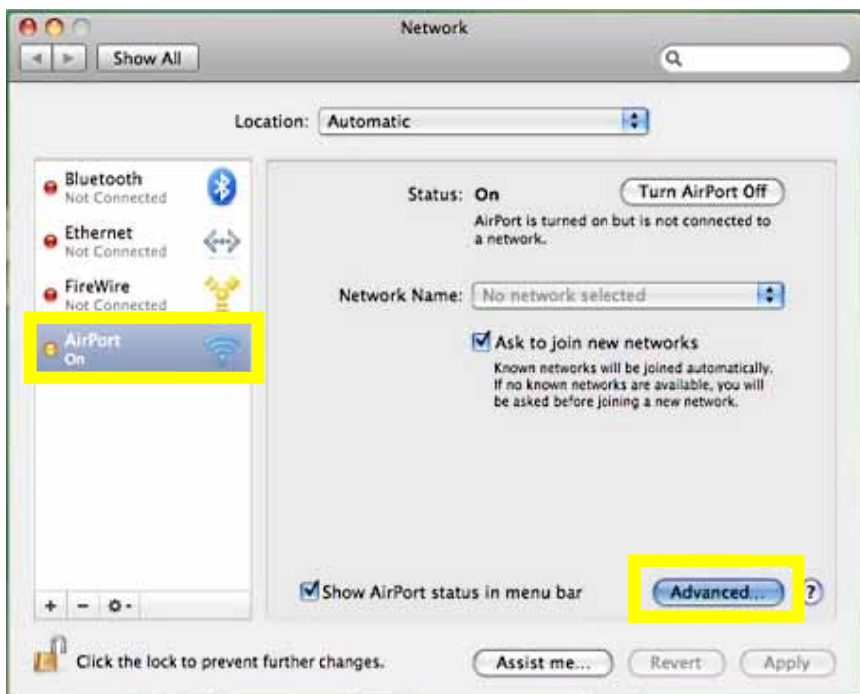 Network
Show All
Location: Automatic
Bluetooth
Not Connected
Ethernet
Not Connected
FireWire
Not Connected
AirPort
On
Status: On
Turn AirPort Off
AirPort is turned on but is not connected to
a network.
Network Name: No network selected
Ask to join new networks
Known networks will be joined automatically.
If no known networks are available, you will
be asked before joining a new network.
Show AirPort status in menu bar
Advanced...
?
+ −
Click the lock to prevent further changes.
Assist me...
Revert
Apply